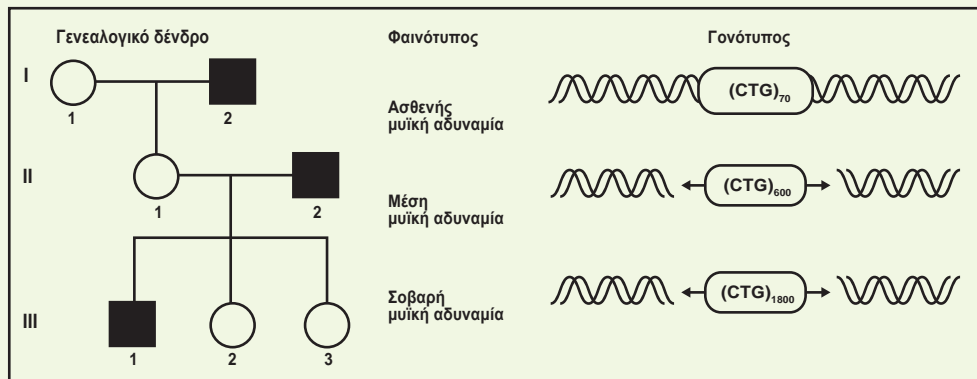 Γενεαλογικό δένδρο Φαινότυπος Γονότυπος
I
1 2
Ασθενής
μυϊκή αδυναμία
(CTG)70
II
1 2
Μέση
μυϊκή αδυναμία
(CTG)600
III
1 2 3
Σοβαρή
μυϊκή αδυναμία
(CTG)1800